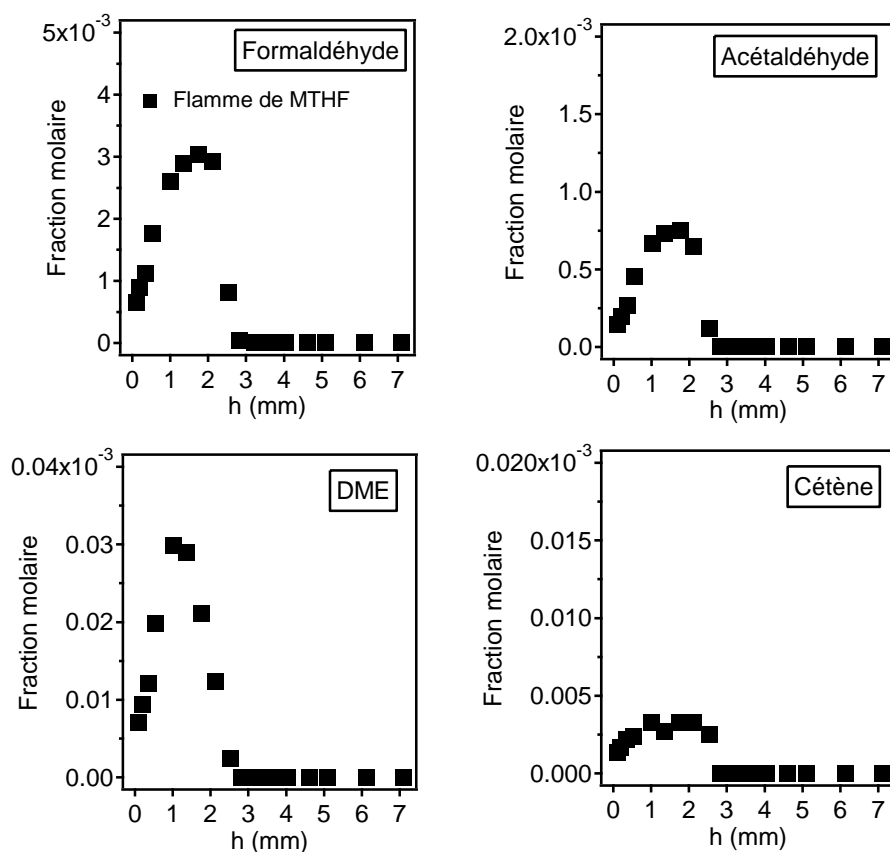 5x10⁻³
Formaldéhyde
Flamme de MTHF
4
3
2
1
0
Fraction molaire
0 1 2 3 4 5 6 7
h (mm)
2.0x10⁻³
Acétaldéhyde
1.5
1.0
0.5
0.0
Fraction molaire
0 1 2 3 4 5 6 7
h (mm)
0.04x10⁻³
DME
0.03
0.02
0.01
0.00
Fraction molaire
0 1 2 3 4 5 6 7
h (mm)
0.020x10⁻³
Cétène
0.015
0.010
0.005
0.000
Fraction molaire
0 1 2 3 4 5 6 7
h (mm)